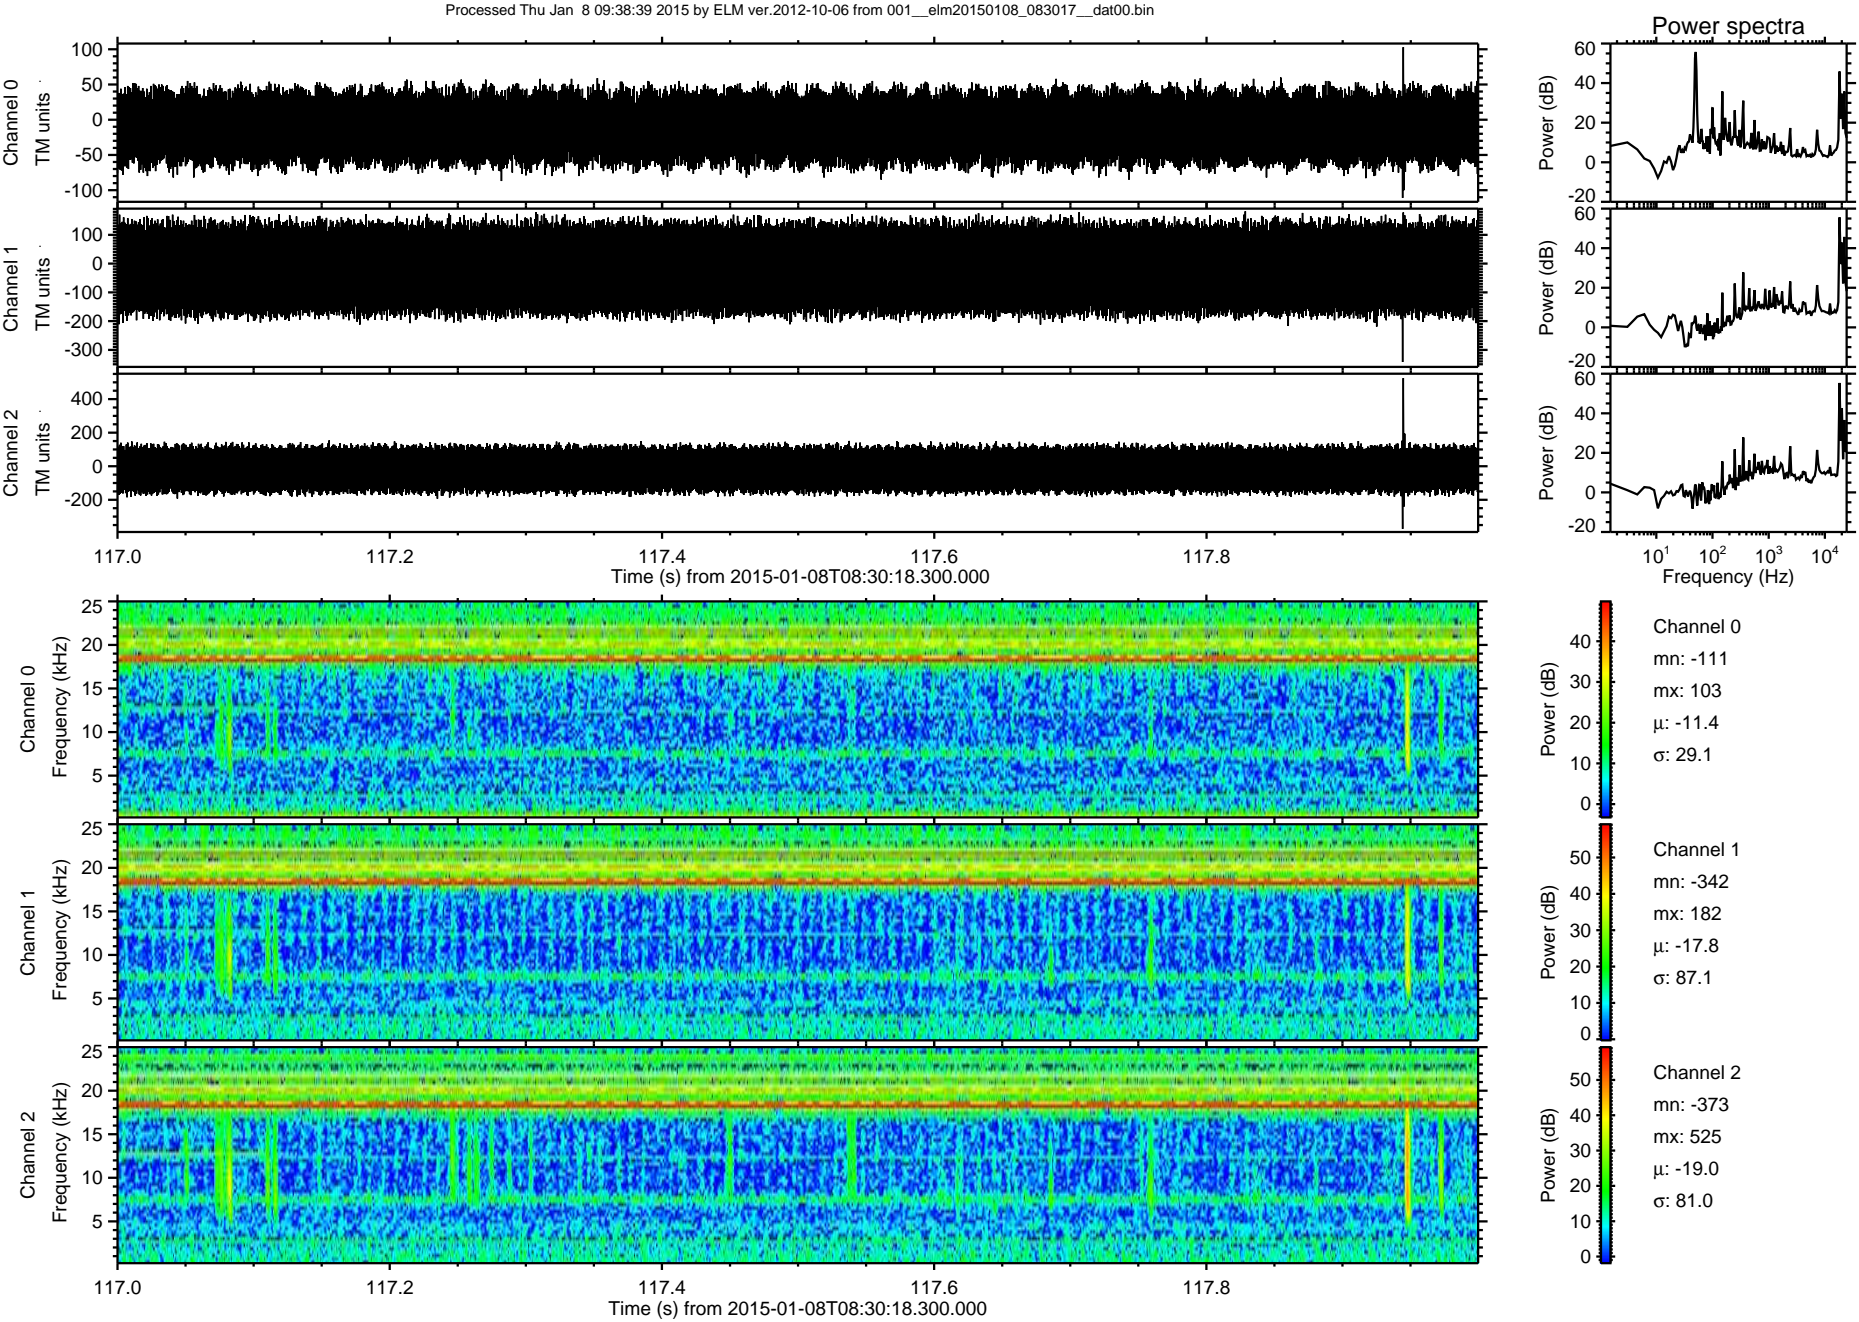 Processed Thu Jan  8 09:38:39 2015 by ELM ver.2012-10-06 from 001__elm20150108_083017__dat00.bin
Power spectra
Channel 0
TM units
100
50
0
-50
-100
Power (dB)
60
40
20
0
-20
Channel 1
TM units
100
0
-100
-200
-300
Power (dB)
60
40
20
0
-20
Channel 2
TM units
400
200
0
-200
Power (dB)
60
40
20
0
-20
117.0 117.2 117.4 117.6 117.8
Time (s) from 2015-01-08T08:30:18.300.000
10¹ 10² 10³ 10⁴
Frequency (Hz)
Channel 0
Frequency (kHz)
25
20
15
10
5
Power (dB)
40
30
20
10
0
Channel 0
mn: -111
mx: 103
μ: -11.4
σ: 29.1
Channel 1
Frequency (kHz)
25
20
15
10
5
Power (dB)
50
40
30
20
10
0
Channel 1
mn: -342
mx: 182
μ: -17.8
σ: 87.1
Channel 2
Frequency (kHz)
25
20
15
10
5
Power (dB)
50
40
30
20
10
0
Channel 2
mn: -373
mx: 525
μ: -19.0
σ: 81.0
117.0 117.2 117.4 117.6 117.8
Time (s) from 2015-01-08T08:30:18.300.000